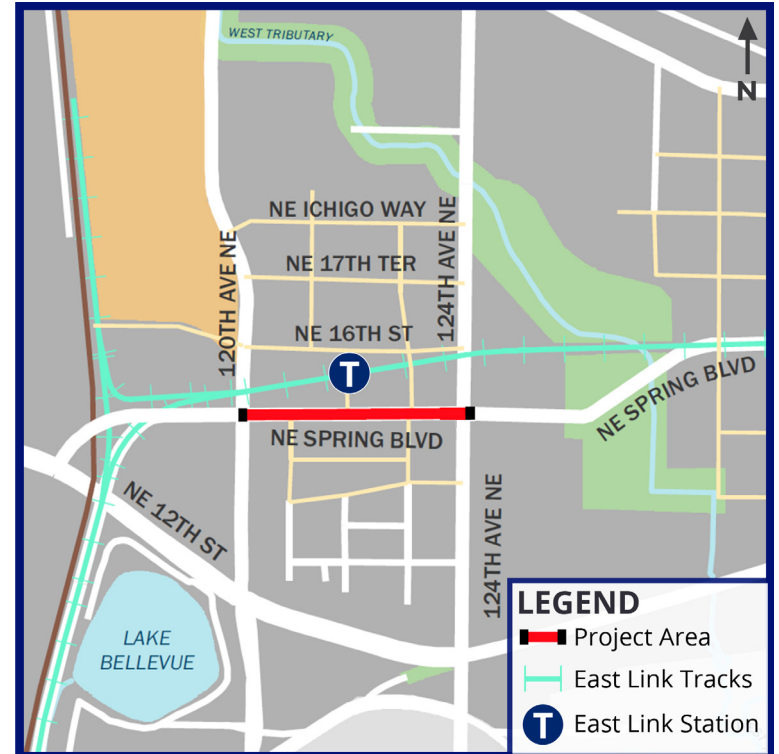 WEST TRIBUTARY
N
NE ICHIGO WAY
120TH AVE NE
124TH AVE NE
NE 17TH TER
NE 16TH ST
T
NE SPRING BLVD
NE SPRING BLVD
NE 12TH ST
124TH AVE NE
LAKE
BELLEVUE
LEGEND
Project Area
East Link Tracks
T
East Link Station